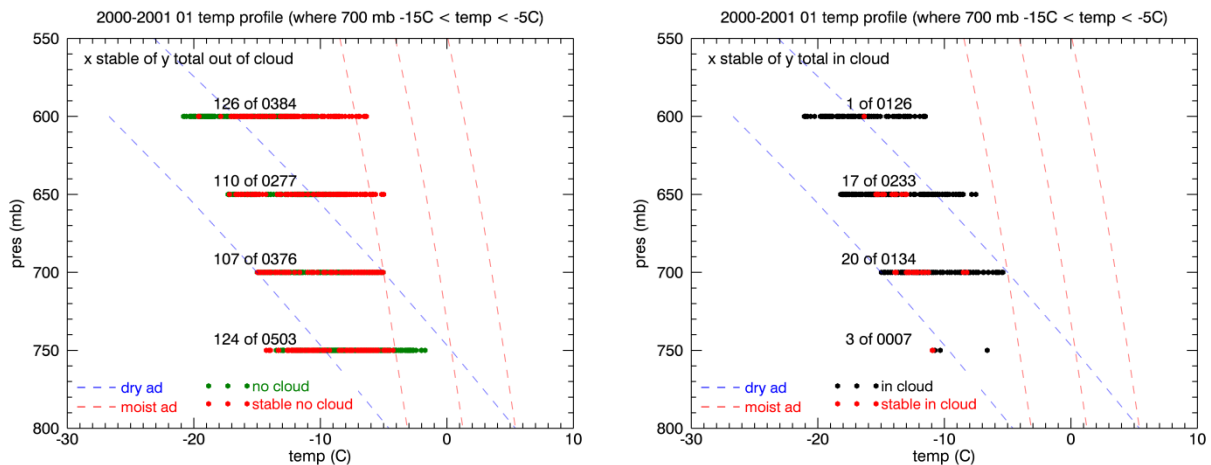 2000-2001 01 temp profile (where 700 mb -15C < temp < -5C)
x stable of y total out of cloud
126 of 0384
110 of 0277
107 of 0376
124 of 0503
dry ad
no cloud
moist ad
stable no cloud
550
600
650
700
750
800
pres (mb)
-30
-20
-10
0
10
temp (C)
2000-2001 01 temp profile (where 700 mb -15C < temp < -5C)
x stable of y total in cloud
1 of 0126
17 of 0233
20 of 0134
3 of 0007
dry ad
in cloud
moist ad
stable in cloud
550
600
650
700
750
800
pres (mb)
-30
-20
-10
0
10
temp (C)